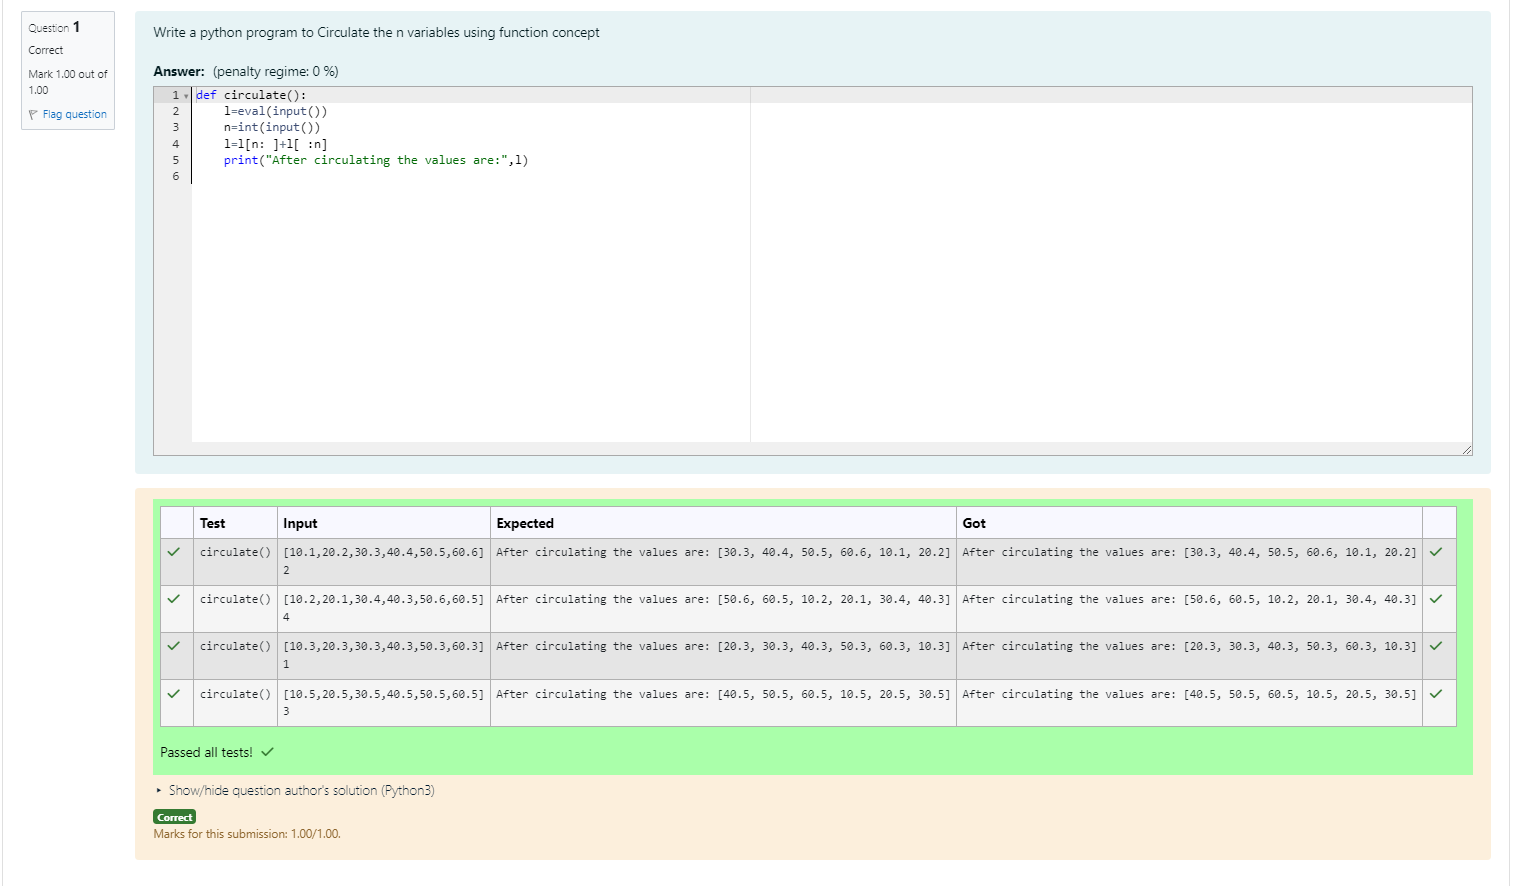 Question 1
Correct
Mark 1.00 out of
1.00
Flag question
Write a python program to Circulate the n variables using function concept
Answer: (penalty regime: 0 %)
1 def circulate():
2 l=eval(input())
3 n=int(input())
4 l=l[n: ]+l[ :n]
5 print("After circulating the values are:",l)
6
Test Input Expected Got
circulate() [10.1,20.2,30.3,40.4,50.5,60.6] After circulating the values are: [30.3, 40.4, 50.5, 60.6, 10.1, 20.2] After circulating the values are: [30.3, 40.4, 50.5, 60.6, 10.1, 20.2]
2
circulate() [10.2,20.1,30.4,40.3,50.6,60.5] After circulating the values are: [50.6, 60.5, 10.2, 20.1, 30.4, 40.3] After circulating the values are: [50.6, 60.5, 10.2, 20.1, 30.4, 40.3]
4
circulate() [10.3,20.3,30.3,40.3,50.3,60.3] After circulating the values are: [20.3, 30.3, 40.3, 50.3, 60.3, 10.3] After circulating the values are: [20.3, 30.3, 40.3, 50.3, 60.3, 10.3]
1
circulate() [10.5,20.5,30.5,40.5,50.5,60.5] After circulating the values are: [40.5, 50.5, 60.5, 10.5, 20.5, 30.5] After circulating the values are: [40.5, 50.5, 60.5, 10.5, 20.5, 30.5]
3
Passed all tests!
Show/hide question author's solution (Python3)
Correct
Marks for this submission: 1.00/1.00.